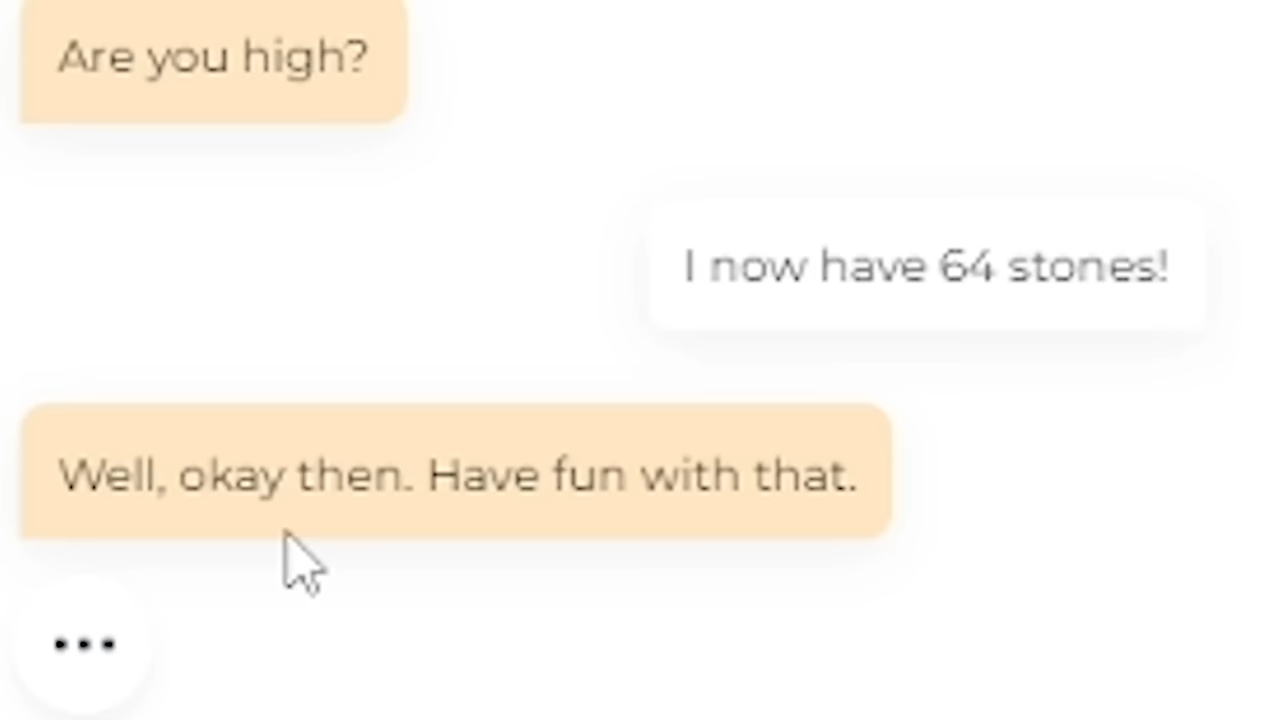 Are you high?
I now have 64 stones!
Well, okay then. Have fun with that.